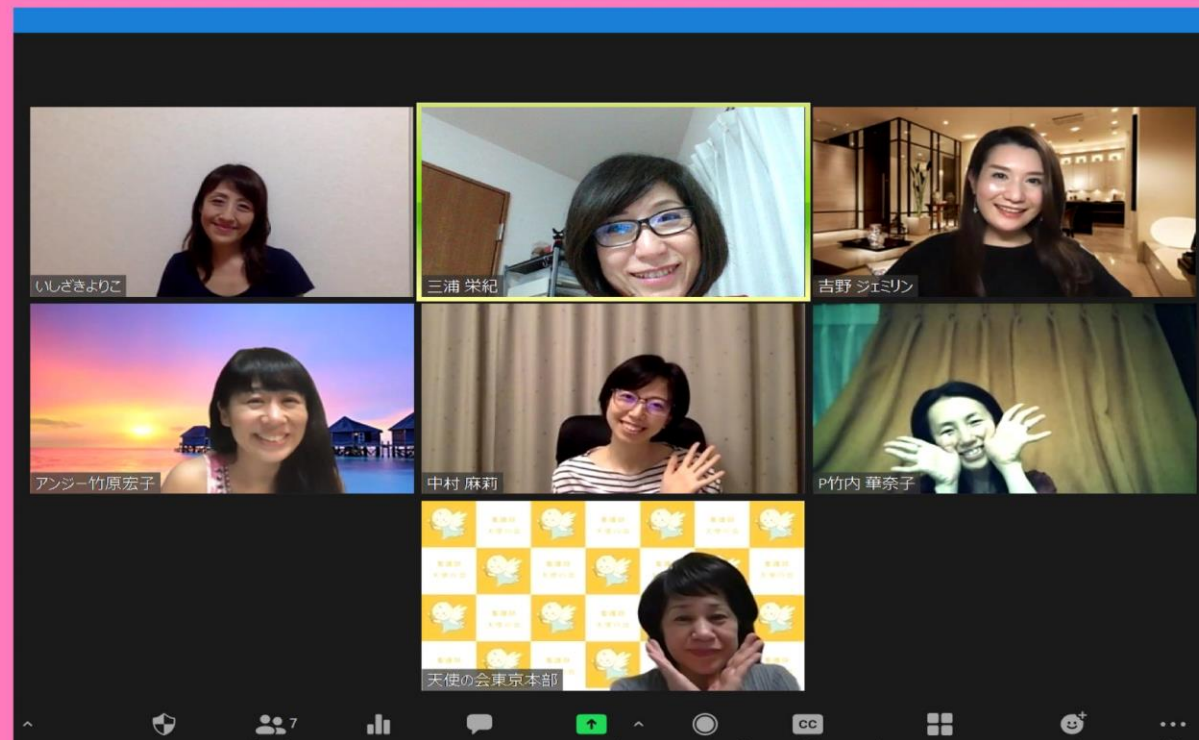 いしざきよりこ
三浦 栄紀
吉野 ジェミリン
アンジー竹原宏子
中村 麻莉
P竹内 華奈子
天使の会東京本部
7
CC